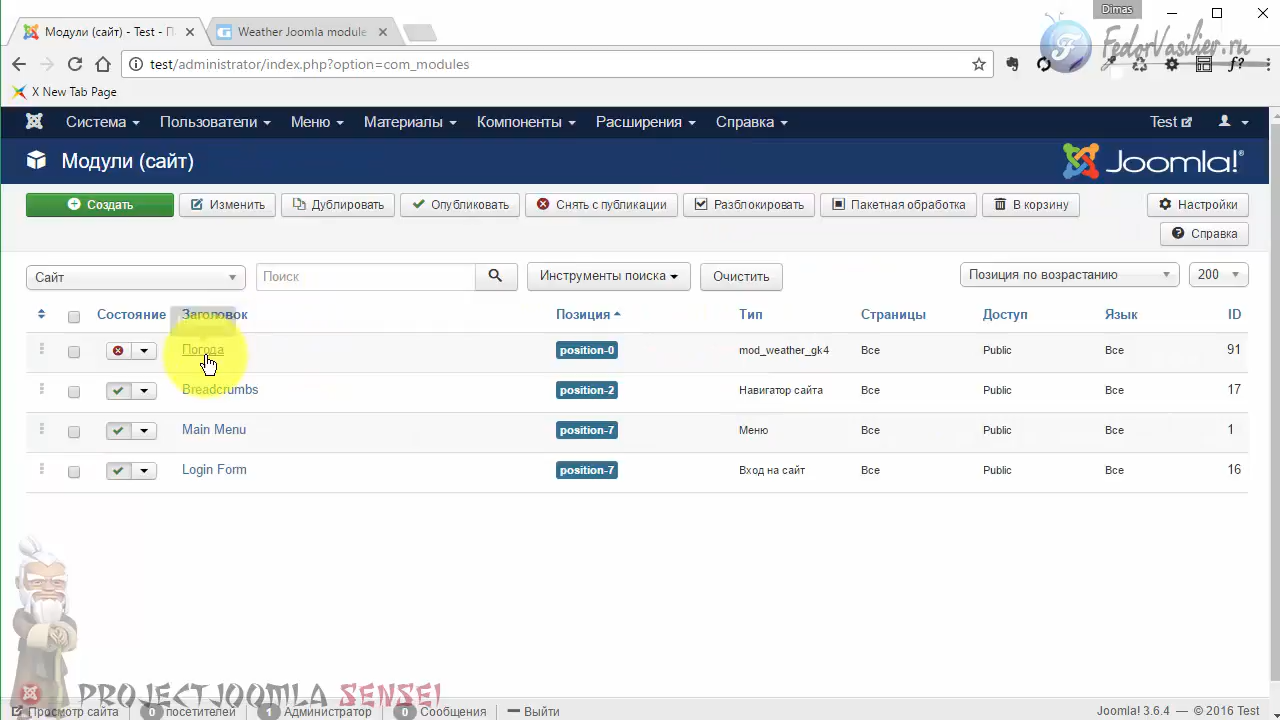 Dimas
Модули (сайт) - Test - П
Weather Joomla module
FedorVasilier.ru
test/administrator/index.php?option=com_modules
X New Tab Page
Система Пользователи Меню Материалы Компоненты Расширения Справка Test
Модули (сайт) Joomla!
Создать Изменить Дублировать Опубликовать Снять с публикации Разблокировать Пакетная обработка В корзину Настройки
Справка
Сайт Поиск Инструменты поиска Очистить Позиция по возрастанию 200
Состояние Заголовок Позиция Тип Страницы Доступ Язык ID
Погода position-0 mod_weather_gk4 Все Public Все 91
Breadcrumbs position-2 Навигатор сайта Все Public Все 17
Main Menu position-7 Меню Все Public Все 1
Login Form position-7 Вход на сайт Все Public Все 16
PROJECTJOOMLA SENSEI
Просмотр сайта 0 посетителей 1 Администратор 0 Сообщения Выйти Joomla! 3.6.4 — © 2016 Test